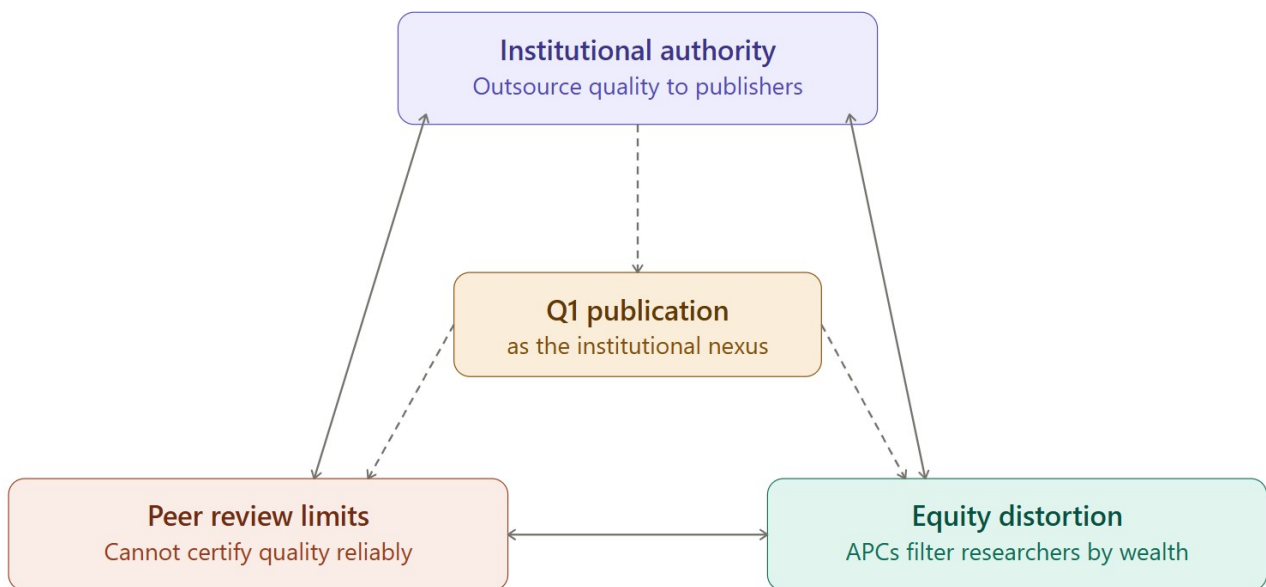 Institutional authority
Outsource quality to publishers
Q1 publication
as the institutional nexus
Peer review limits
Cannot certify quality reliably
Equity distortion
APCs filter researchers by wealth